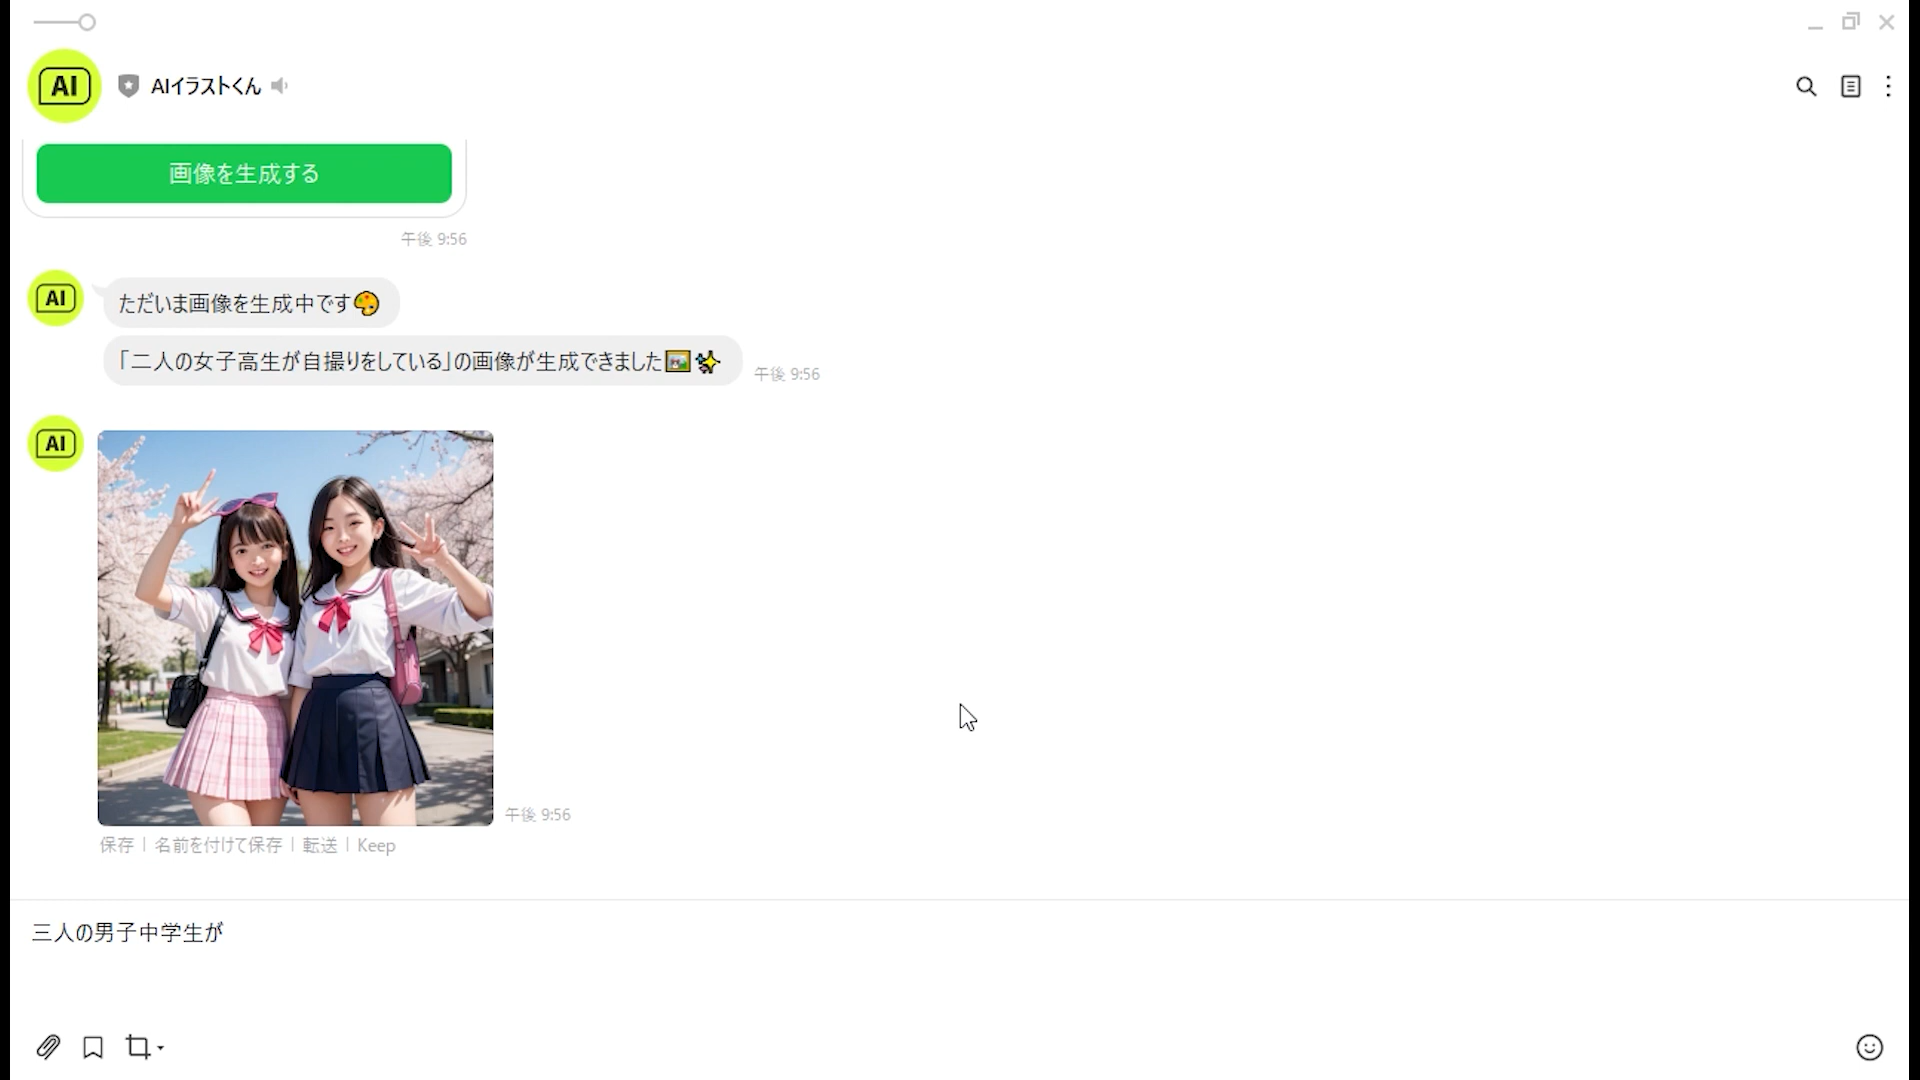 AI
AIイラストくん
画像を生成する
午後 9:56
AI
ただいま画像を生成中です🎨
「二人の女子高生が自撮りをしている」の画像が生成できました🖼️✨
午後 9:56
AI
午後 9:56
保存 | 名前を付けて保存 | 転送 | Keep
三人の男子中学生が